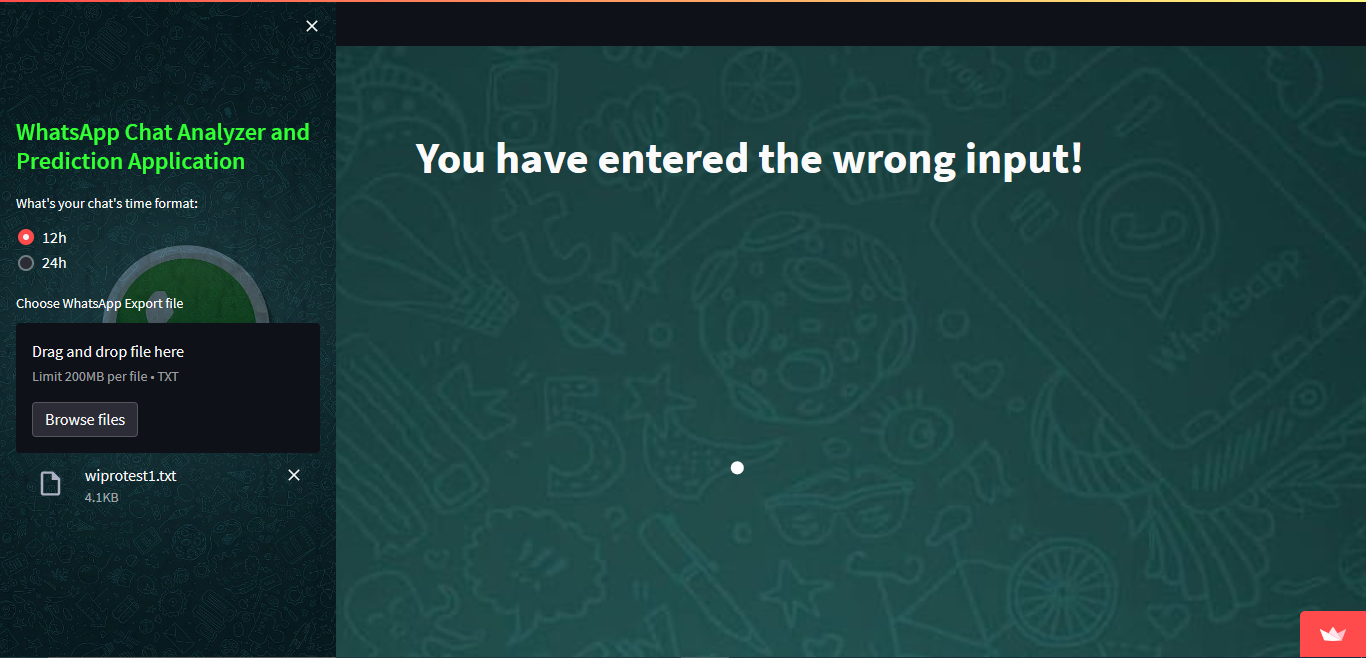 WhatsApp Chat Analyzer and
Prediction Application
What's your chat's time format:
12h
24h
Choose WhatsApp Export file
Drag and drop file here
Limit 200MB per file • TXT
Browse files
wiprotest1.txt
4.1KB
You have entered the wrong input!
wow!
WhatsApp